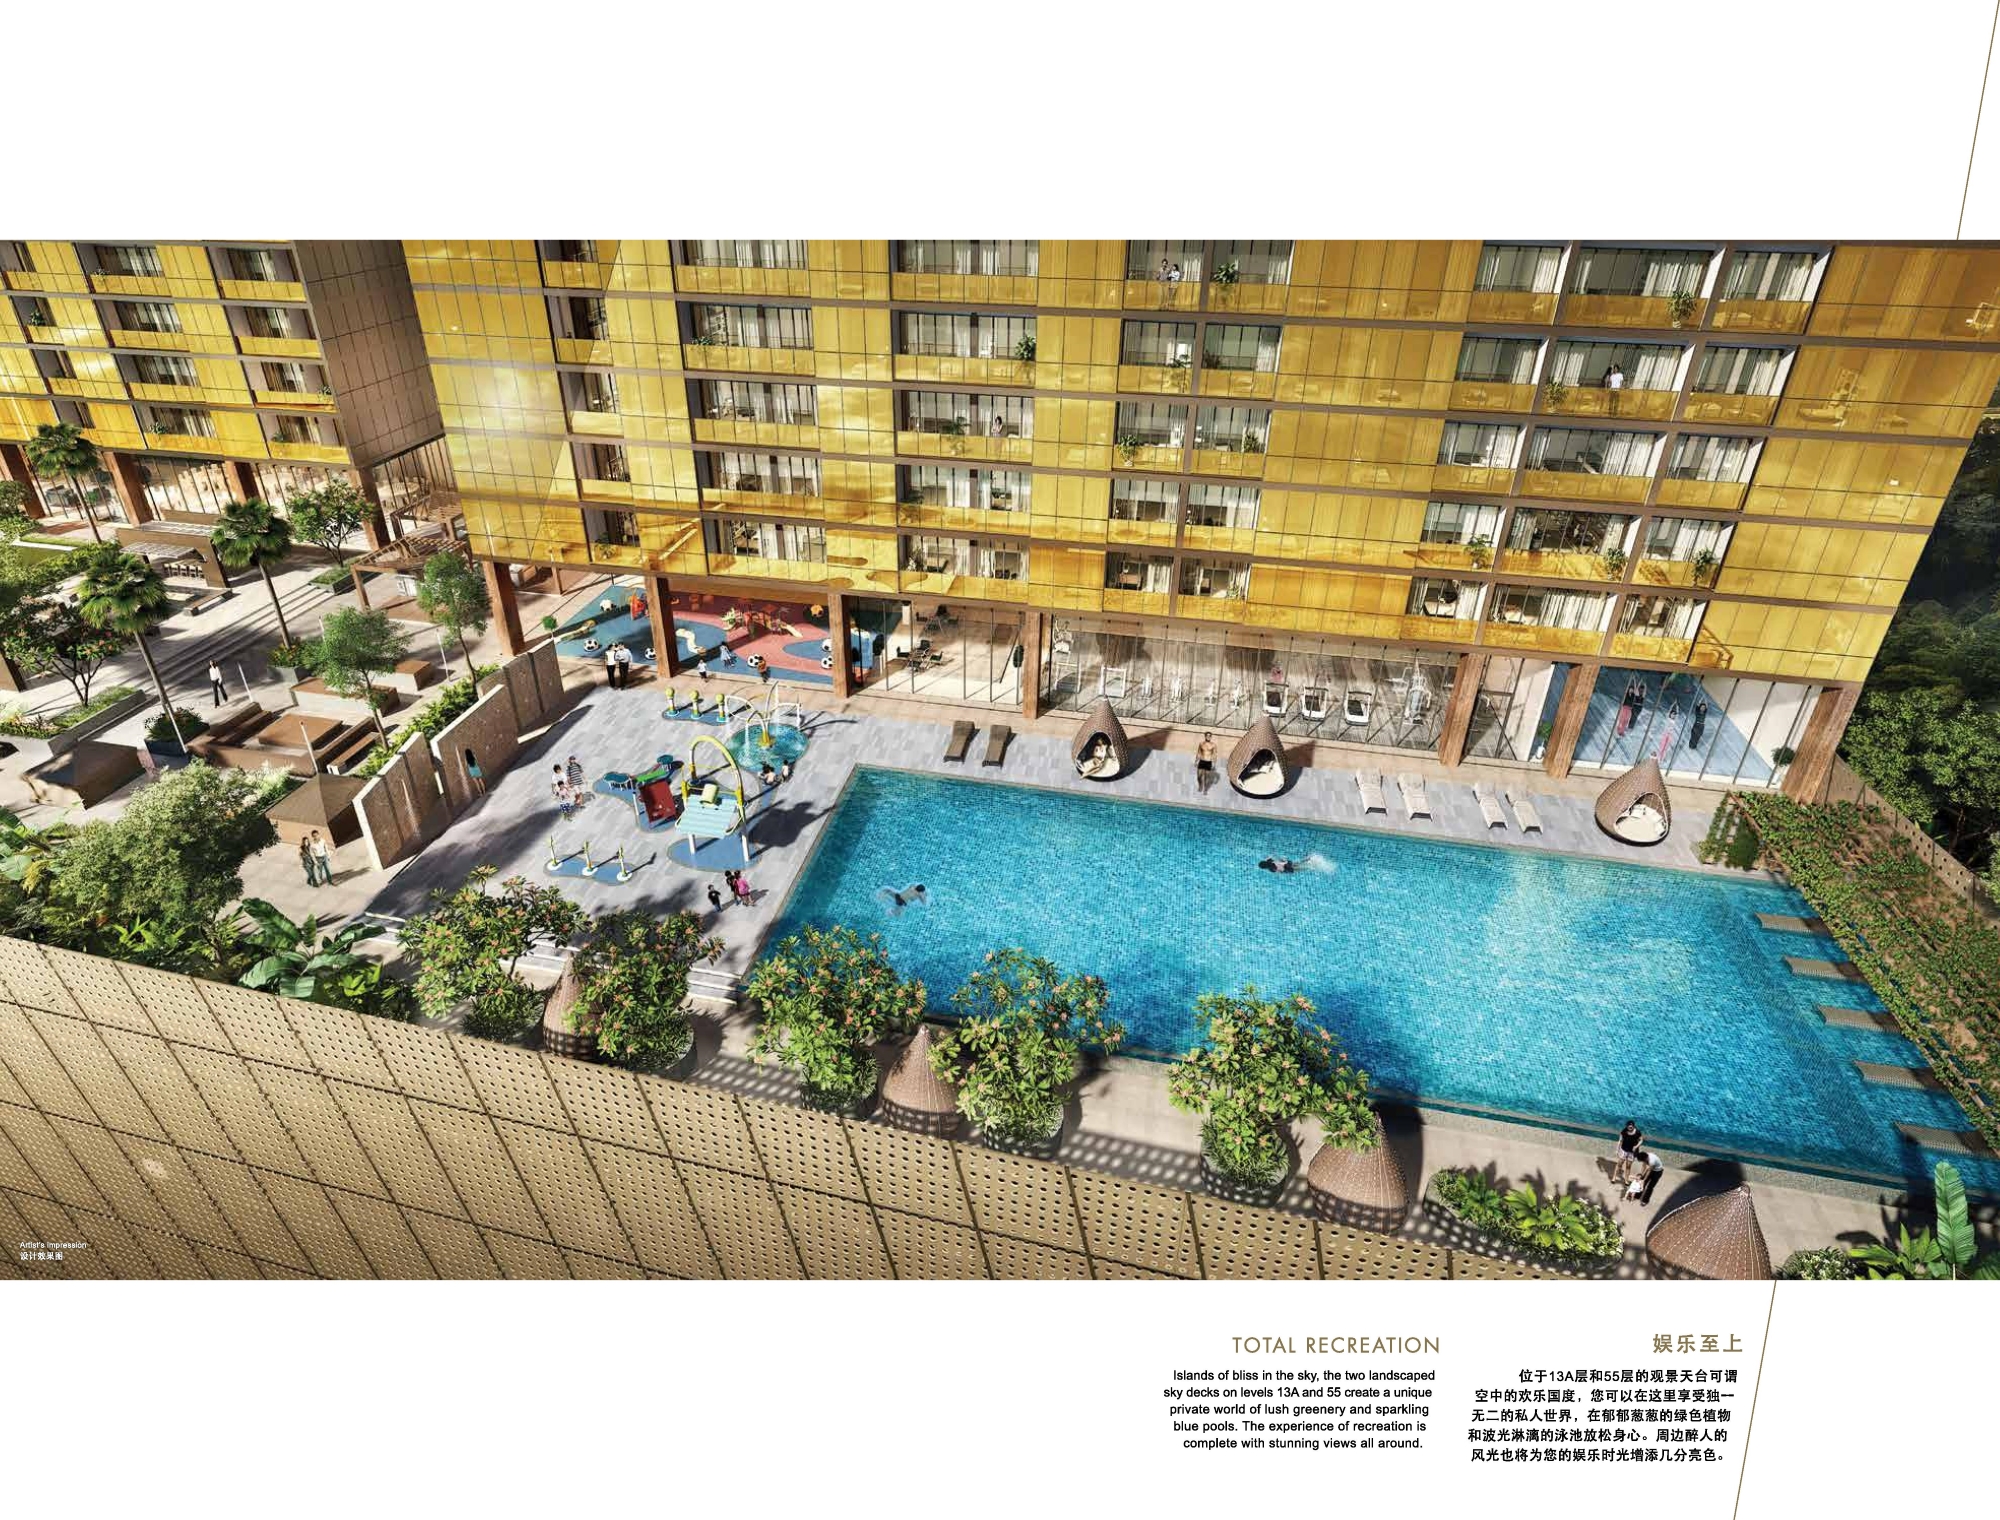 Artist's impression
设计效果图
TOTAL RECREATION
Islands of bliss in the sky, the two landscaped
sky decks on levels 13A and 55 create a unique
private world of lush greenery and sparkling
blue pools. The experience of recreation is
complete with stunning views all around.
娱乐至上
位于13A层和55层的观景天台可谓
空中的欢乐国度，您可以在这里享受独一
无二的私人世界，在郁郁葱葱的绿色植物
和波光淋漓的泳池放松身心。周边醉人的
风光也将为您的娱乐时光增添几分亮色。